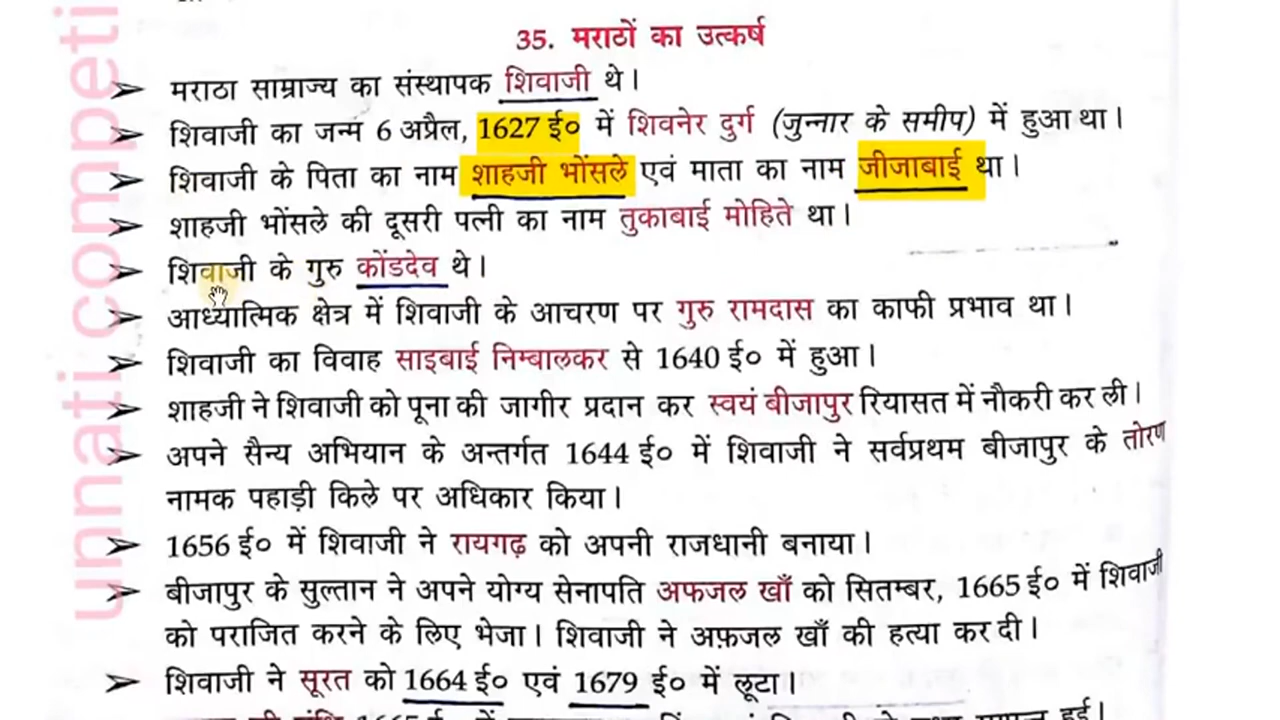 35. मराठों का उत्कर्ष
➢ मराठा साम्राज्य का संस्थापक शिवाजी थे।
➢ शिवाजी का जन्म 6 अप्रैल, 1627 ई० में शिवनेर दुर्ग (जुन्नार के समीप) में हुआ था।
➢ शिवाजी के पिता का नाम शाहजी भोंसले एवं माता का नाम जीजाबाई था।
➢ शाहजी भोंसले की दूसरी पत्नी का नाम तुकाबाई मोहिते था।
➢ शिवाजी के गुरु कोंडदेव थे।
➢ आध्यात्मिक क्षेत्र में शिवाजी के आचरण पर गुरु रामदास का काफी प्रभाव था।
➢ शिवाजी का विवाह साइबाई निम्बालकर से 1640 ई० में हुआ।
➢ शाहजी ने शिवाजी को पूना की जागीर प्रदान कर स्वयं बीजापुर रियासत में नौकरी कर ली।
➢ अपने सैन्य अभियान के अन्तर्गत 1644 ई० में शिवाजी ने सर्वप्रथम बीजापुर के तोरण
नामक पहाड़ी किले पर अधिकार किया।
➢ 1656 ई० में शिवाजी ने रायगढ़ को अपनी राजधानी बनाया।
➢ बीजापुर के सुल्तान ने अपने योग्य सेनापति अफजल खाँ को सितम्बर, 1665 ई० में शिवाजी
को पराजित करने के लिए भेजा। शिवाजी ने अफ़जल खाँ की हत्या कर दी।
➢ शिवाजी ने सूरत को 1664 ई० एवं 1679 ई० में लूटा।
unnati.competi